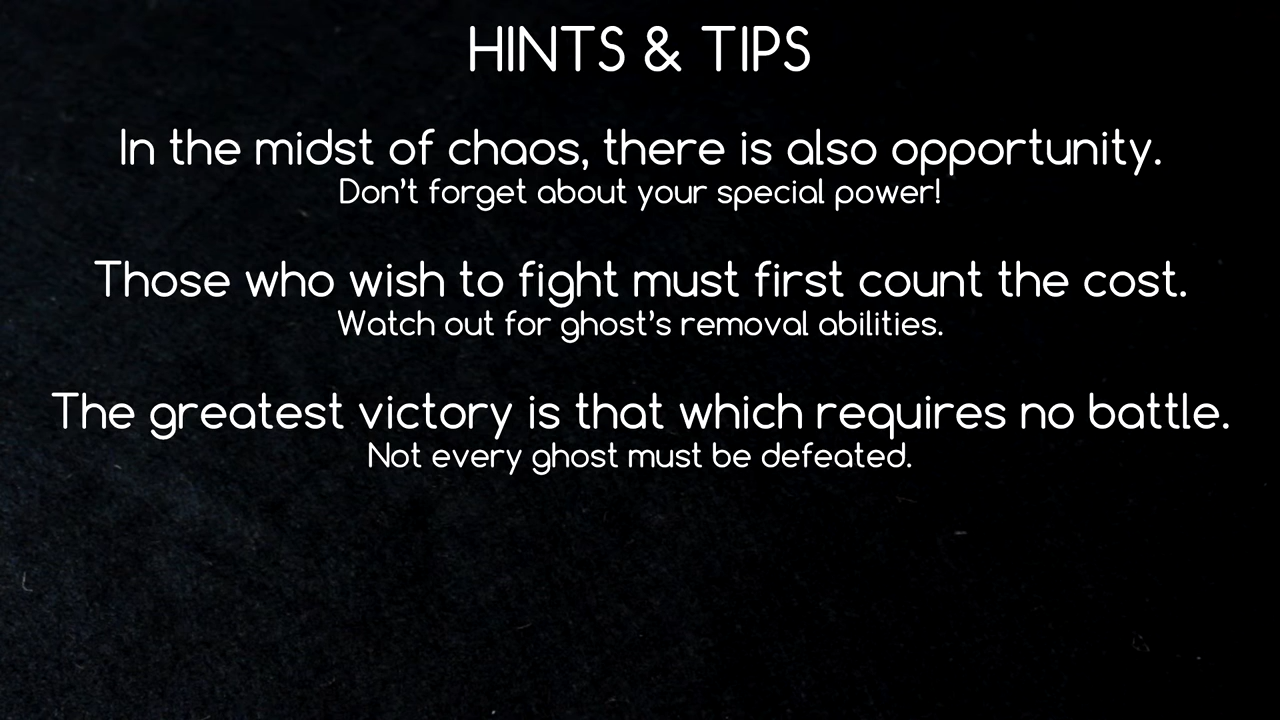 HINTS & TIPS
In the midst of chaos, there is also opportunity.
Don’t forget about your special power!
Those who wish to fight must first count the cost.
Watch out for ghost’s removal abilities.
The greatest victory is that which requires no battle.
Not every ghost must be defeated.